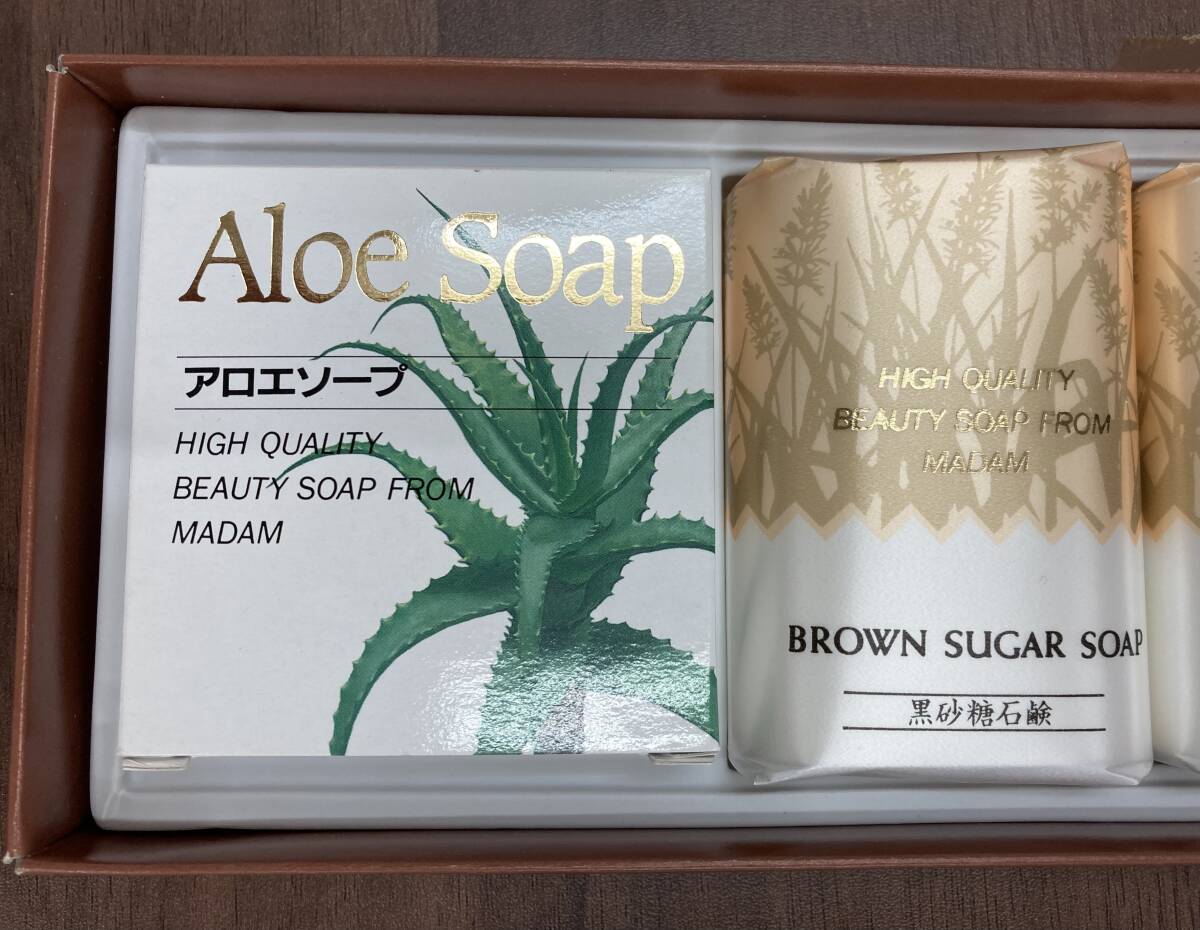 Aloe Soap
アロエソープ
HIGH QUALITY
BEAUTY SOAP FROM
MADAM
HIGH QUALITY
BEAUTY SOAP FROM
MADAM
BROWN SUGAR SOAP
黒砂糖石鹸